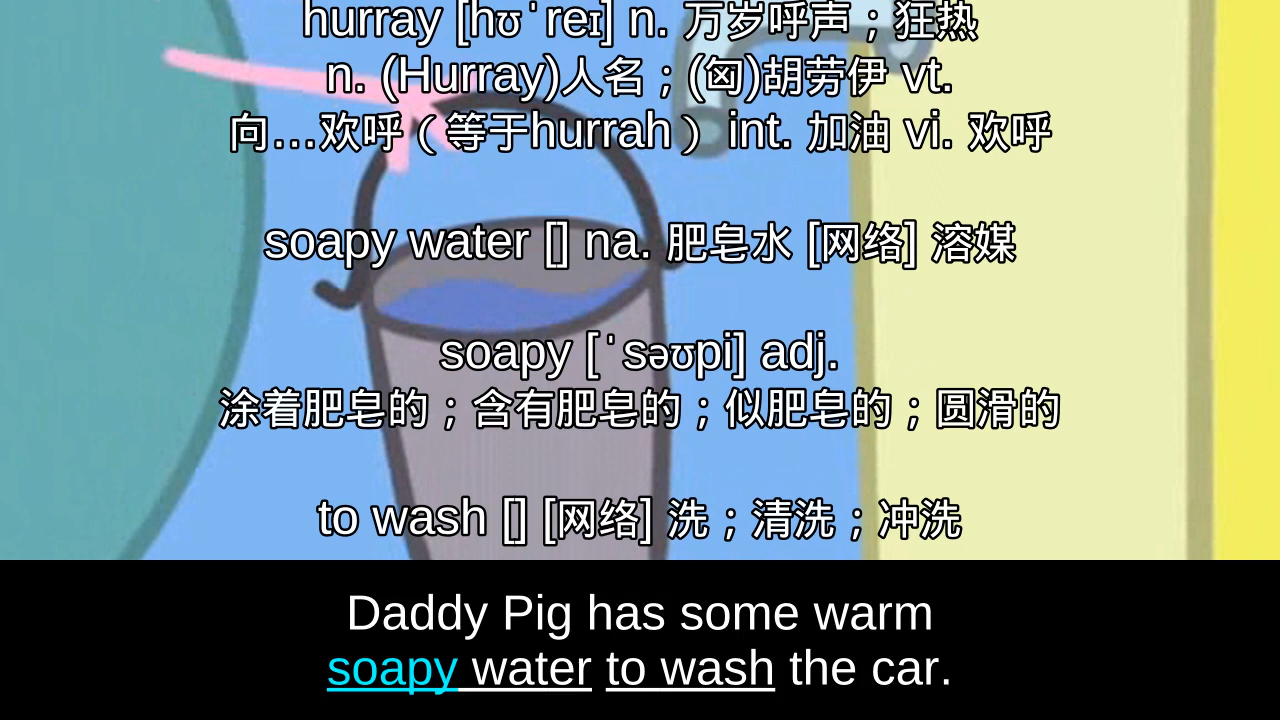 hurray [hʊˈreɪ] n. 万岁呼声；狂热
n. (Hurray)人名；(匈)胡劳伊 vt.
向…欢呼（等于hurrah） int. 加油 vi. 欢呼
soapy water [] na. 肥皂水 [网络] 溶媒
soapy [ˈsəʊpi] adj.
涂着肥皂的；含有肥皂的；似肥皂的；圆滑的
to wash [] [网络] 洗；清洗；冲洗
Daddy Pig has some warm
soapy water to wash the car.